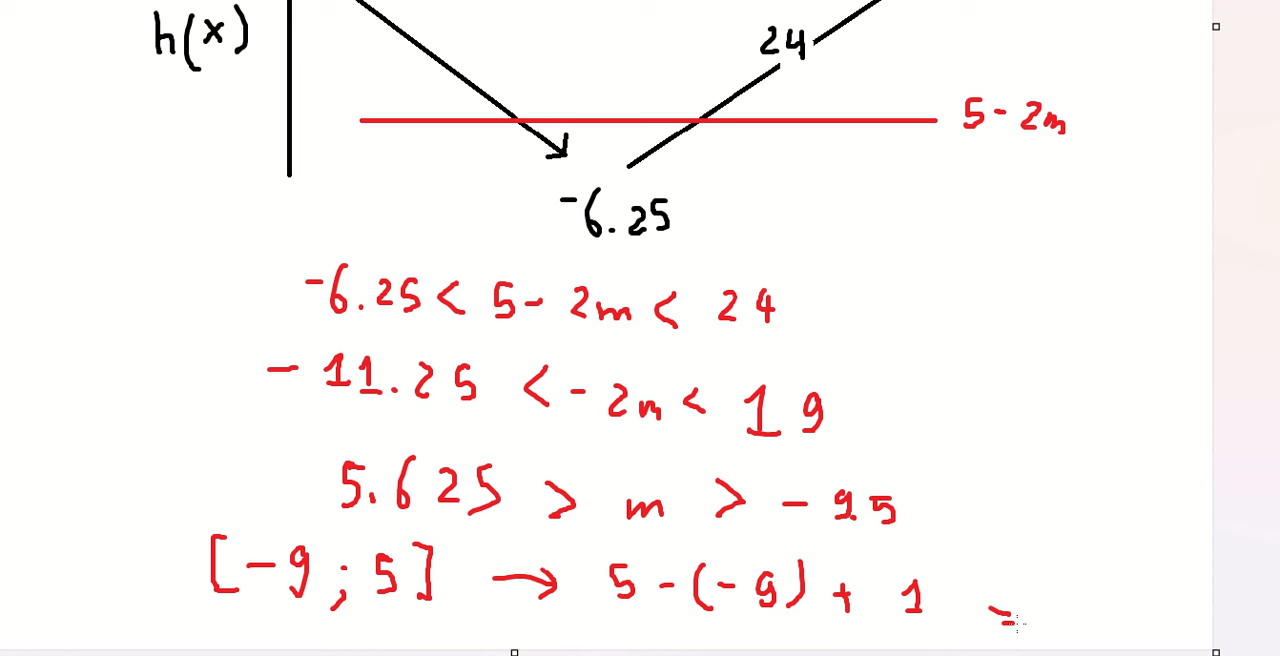 h(x)
24
5 - 2m
-6.25
-6.25 < 5 - 2m < 24
- 11.25 < - 2m < 19
5.625 > m > - 9.5
[-9 ; 5] → 5 - (-9) + 1 =